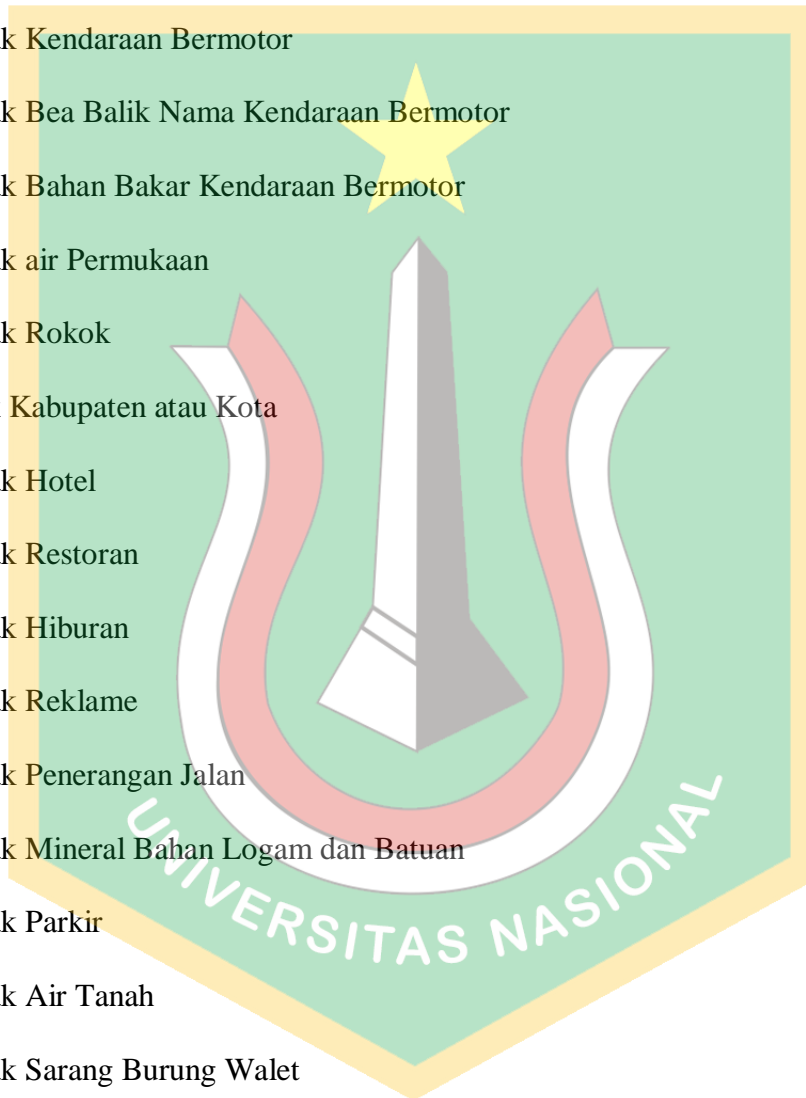 k Kendaraan Bermotor
k Bea Balik Nama Kendaraan Bermotor
k Bahan Bakar Kendaraan Bermotor
k air Permukaan
k Rokok
Kabupaten atau Kota
k Hotel
k Restoran
k Hiburan
k Reklame
k Penerangan Jalan
k Mineral Bahan Logam dan Batuan
k Parkir
k Air Tanah
k Sarang Burung Walet
UNIVERSITAS NASIONAL